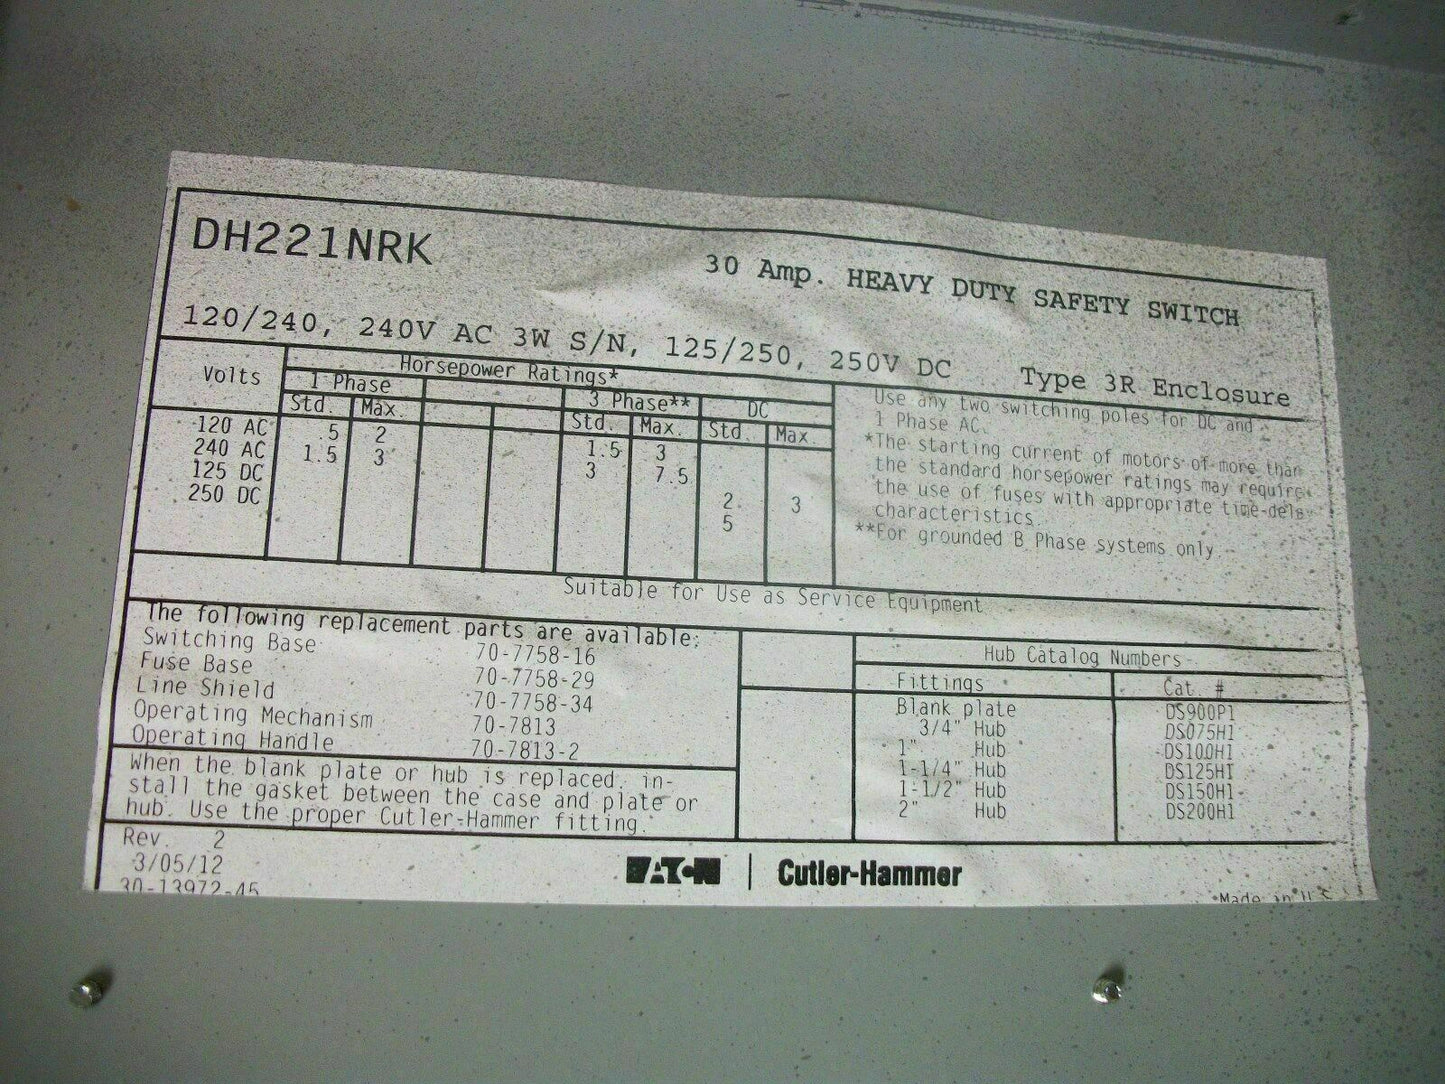 DH221NRK
30 Amp. HEAVY DUTY SAFETY SWITCH
120/240, 240V AC 3W S/N, 125/250, 250V DC
Type 3R Enclosure
Volts
Horsepower Ratings*
1 Phase
3 Phase**
DC
Std. Max. Std. Max. Std. Max.
120 AC .5 2 1.5 3
240 AC 1.5 3 3 7.5
125 DC 2 3
250 DC 5
Use any two switching poles for DC and
1 Phase AC.
*The starting current of motors of more than
the standard horsepower ratings may require
the use of fuses with appropriate time-delay
characteristics.
**For grounded B Phase systems only
Suitable for Use as Service Equipment
The following replacement parts are available:
Switching Base 70-7758-16
Fuse Base 70-7758-29
Line Shield 70-7758-34
Operating Mechanism 70-7813
Operating Handle 70-7813-2
When the blank plate or hub is replaced, in-
stall the gasket between the case and plate or
hub. Use the proper Cutler-Hammer fitting.
Hub Catalog Numbers
Fittings Cat. #
Blank plate DS900P1
3/4" Hub DS075H1
1" Hub DS100H1
1-1/4" Hub DS125H1
1-1/2" Hub DS150H1
2" Hub DS200H1
Rev. 2
3/05/12
30-13972-45
EATON | Cutler-Hammer
Made in U.S.